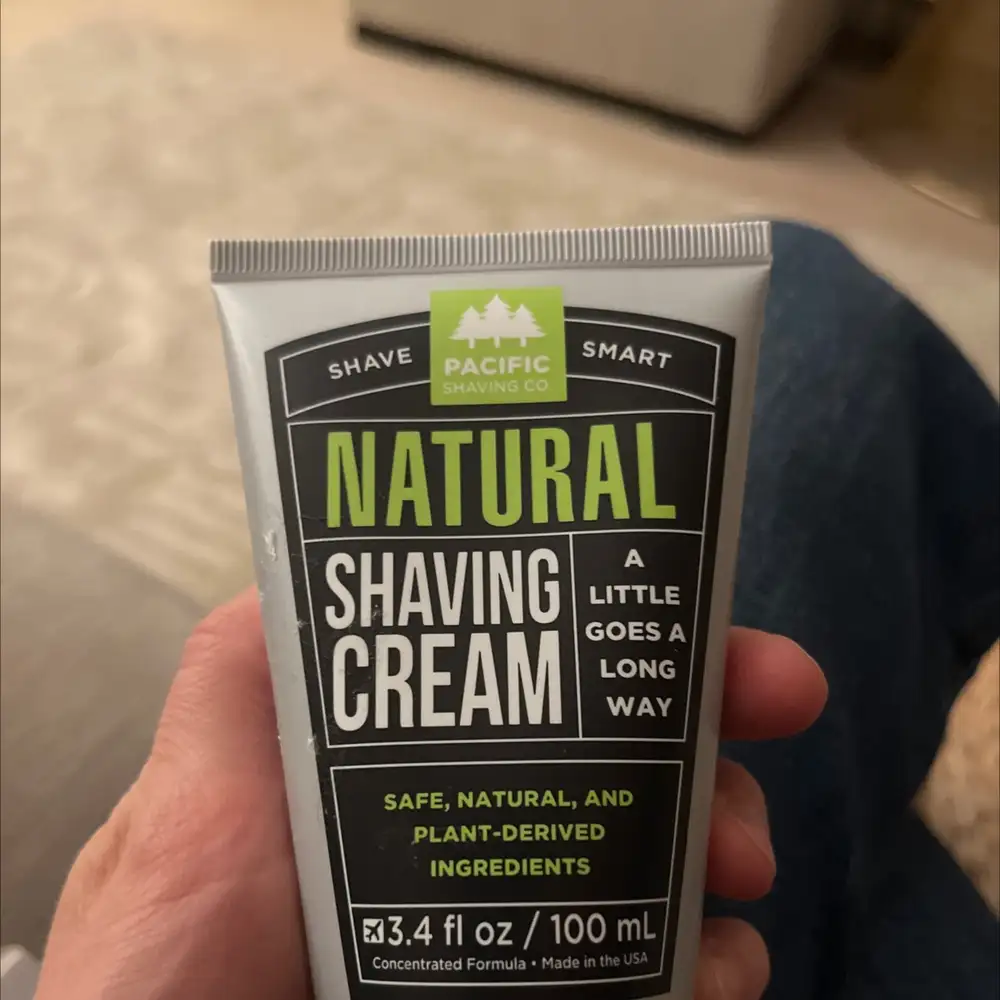 SHAVE
PACIFIC
SHAVING CO
SMART
NATURAL
SHAVING
CREAM
A
LITTLE
GOES A
LONG
WAY
SAFE, NATURAL, AND
PLANT-DERIVED
INGREDIENTS
3.4 fl oz / 100 mL
Concentrated Formula • Made in the USA